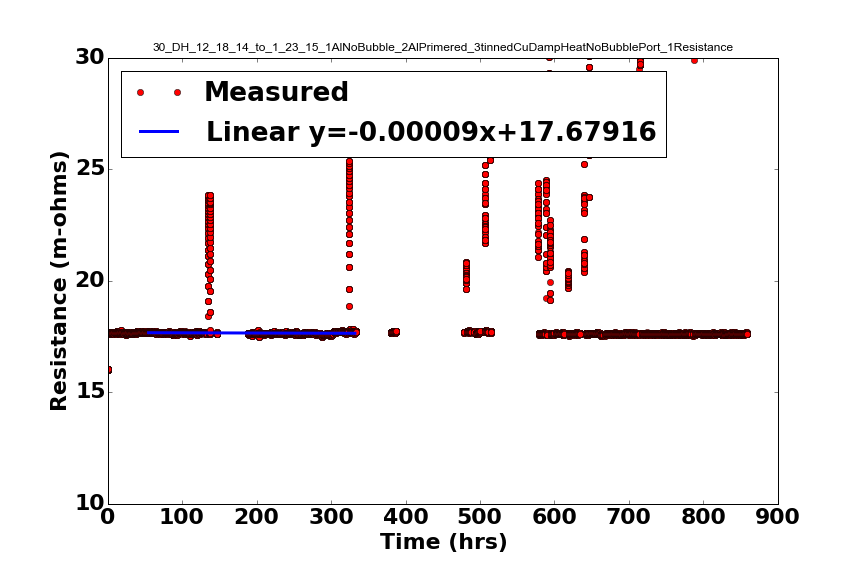 30_DH_12_18_14_to_1_23_15_1AlNoBubble_2AlPrimered_3tinnedCuDampHeatNoBubblePort_1Resistance
Measured
Linear y=-0.00009x+17.67916
Resistance (m-ohms)
30
25
20
15
10
0 100 200 300 400 500 600 700 800 900
Time (hrs)